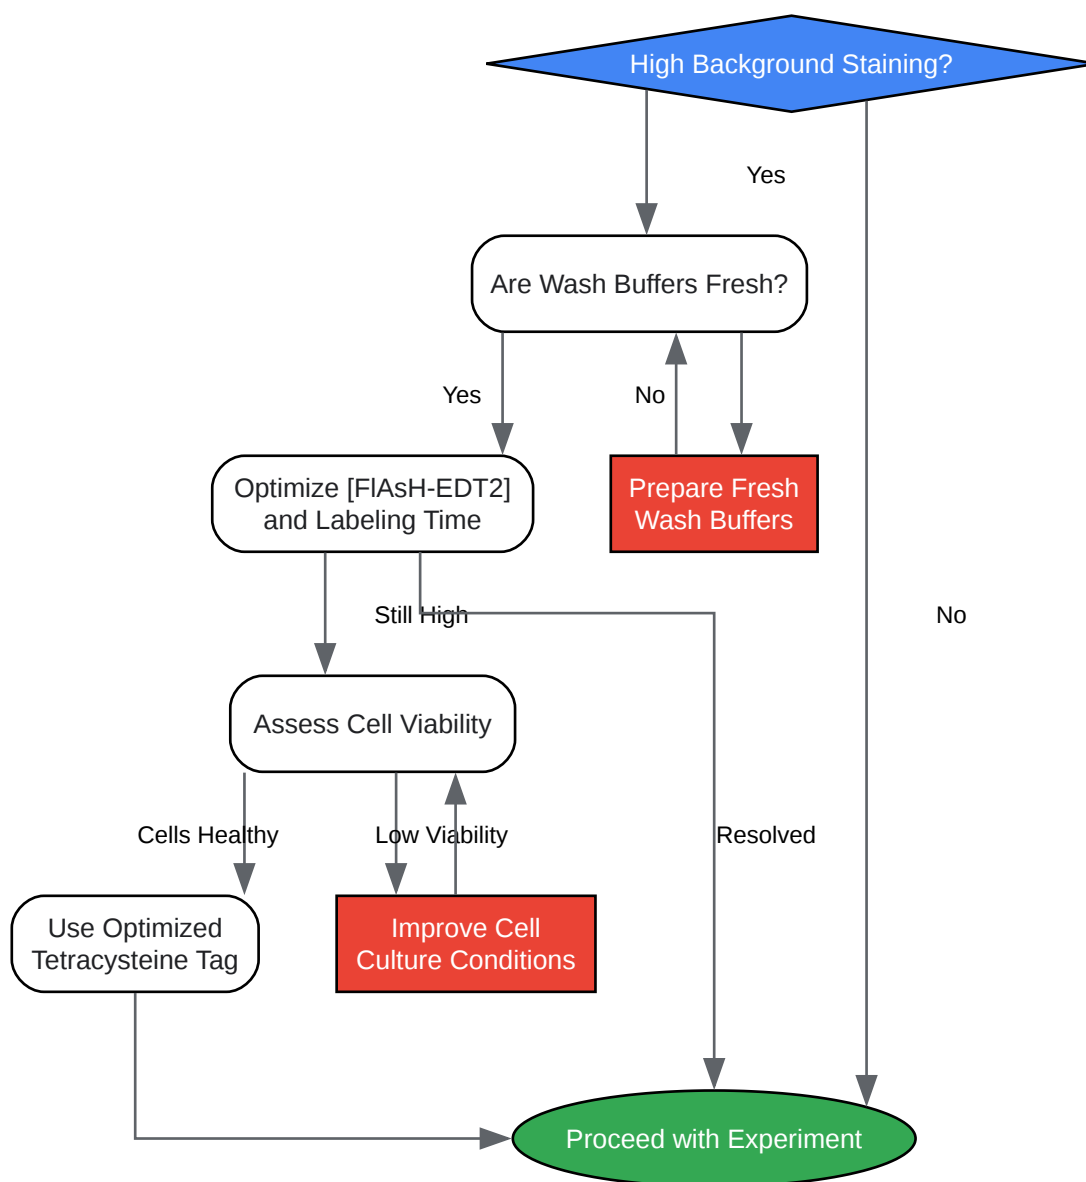 High Background Staining?
Yes
Are Wash Buffers Fresh?
Yes
No
Optimize [FlAsH-EDT2]
and Labeling Time
Prepare Fresh
Wash Buffers
Still High
No
Assess Cell Viability
Cells Healthy
Low Viability
Resolved
Use Optimized
Tetracysteine Tag
Improve Cell
Culture Conditions
Proceed with Experiment